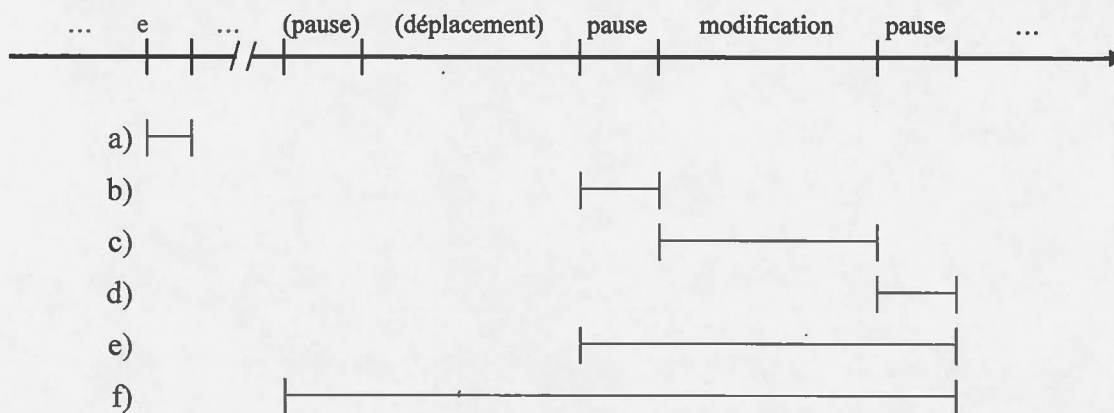 ... e ... (pause) (déplacement) pause modification pause ...
a)
b)
c)
d)
e)
f)